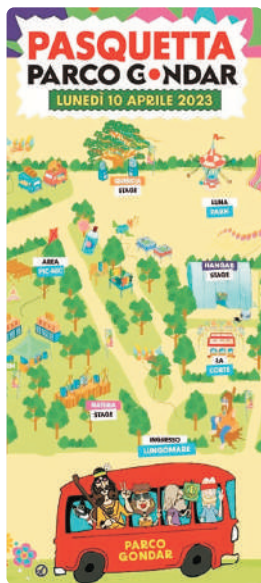 PASQUETTA
PARCO GONDAR
LUNEDÌ 10 APRILE 2023
STAGE
LUNA
PARK
AREA
PIC-NIC
HANGAR
STAGE
LA
CORTE
NATURA
STAGE
INGRESSO
LUNGOMARE
PARCO
GONDAR